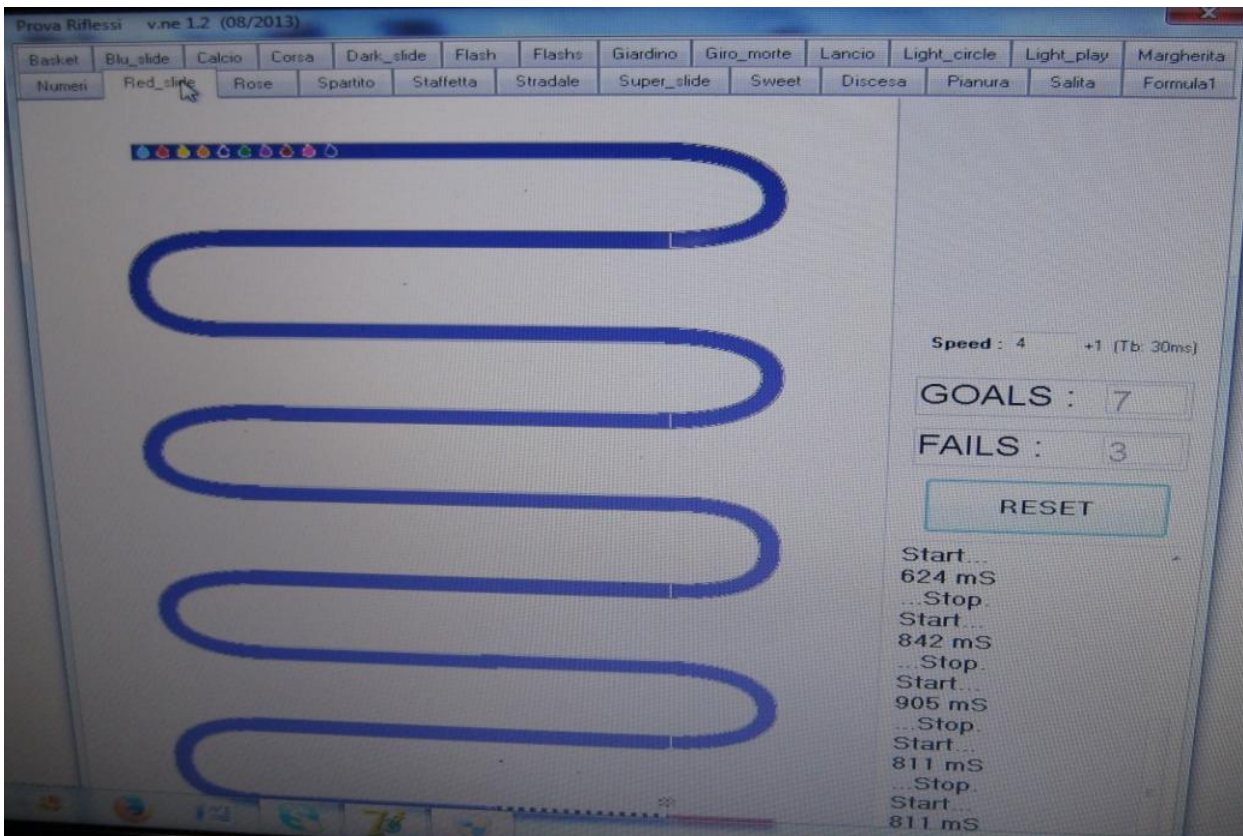 Prova Riflessi v.ne 1.2 (08/2013)
Basket Blu_slide Calcio Corsa Dark_slide Flash Flashs Giardino Giro_morte Lancio Light_circle Light_play Margherita
Numeri Red_slide Rose Spartito Staffetta Stradale Super_slide Sweet Discesa Pianura Salita Formula1
Speed : 4 +1 (Tb: 30ms)
GOALS : 7
FAILS : 3
RESET
Start...
624 mS
...Stop.
Start...
842 mS
...Stop.
Start...
905 mS
...Stop.
Start...
811 mS
...Stop.
Start...
811 mS